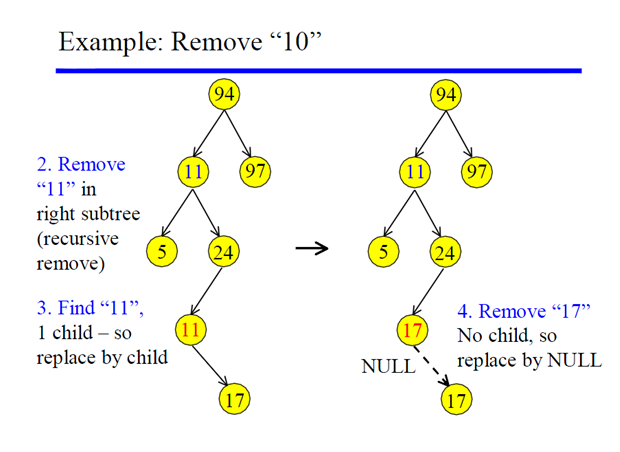 Example: Remove “10”
94
2. Remove
“11” in
right subtree
(recursive
remove)
11
97
5
24
3. Find “11”,
1 child – so
replace by child
11
17
94
11
97
5
24
17
4. Remove “17”
No child, so
replace by NULL
NULL
17